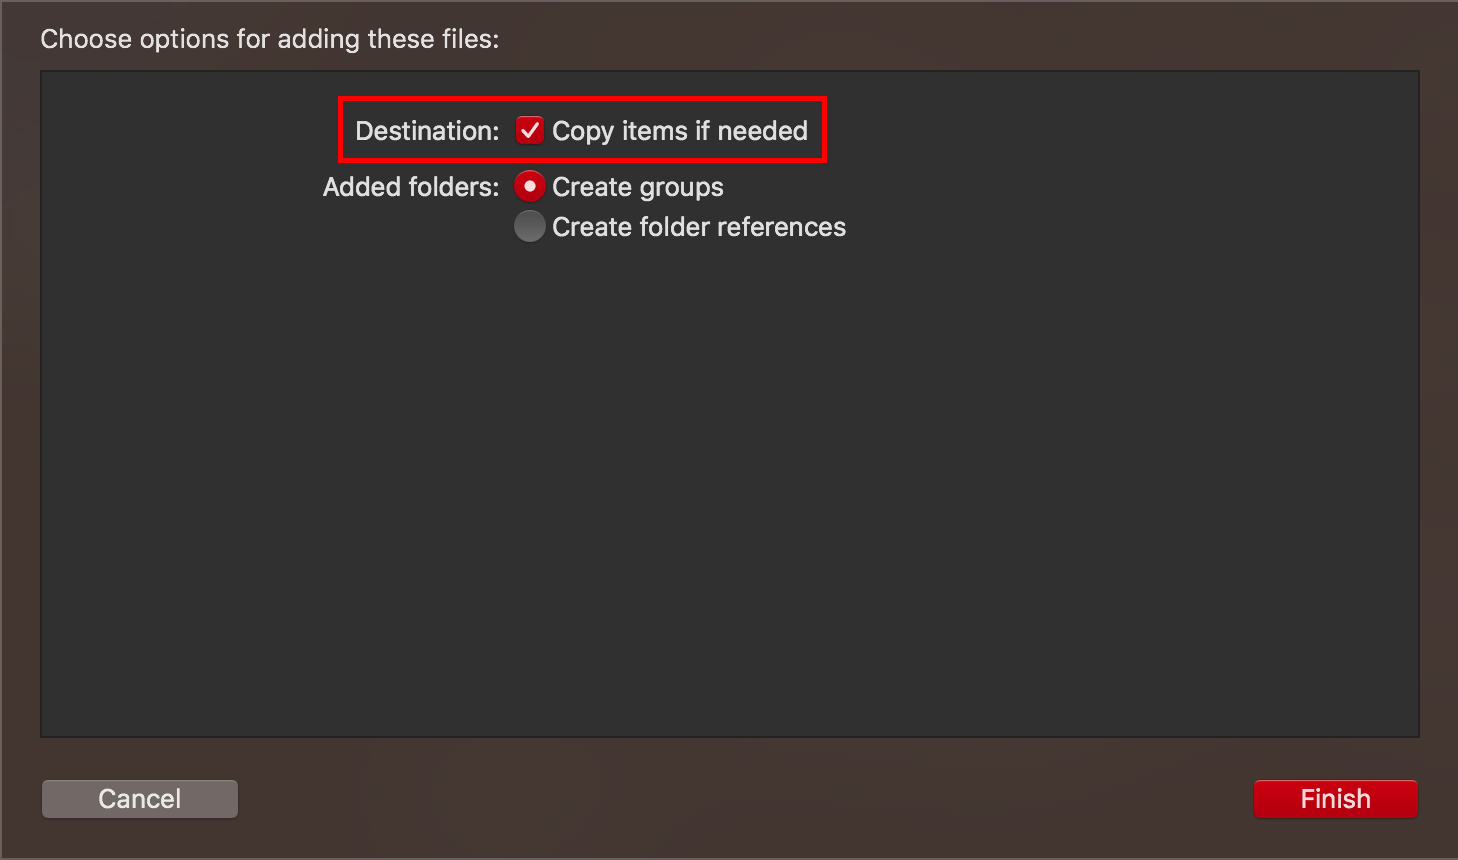 Choose options for adding these files:
Destination: Copy items if needed
Added folders: Create groups
Create folder references
Cancel
Finish